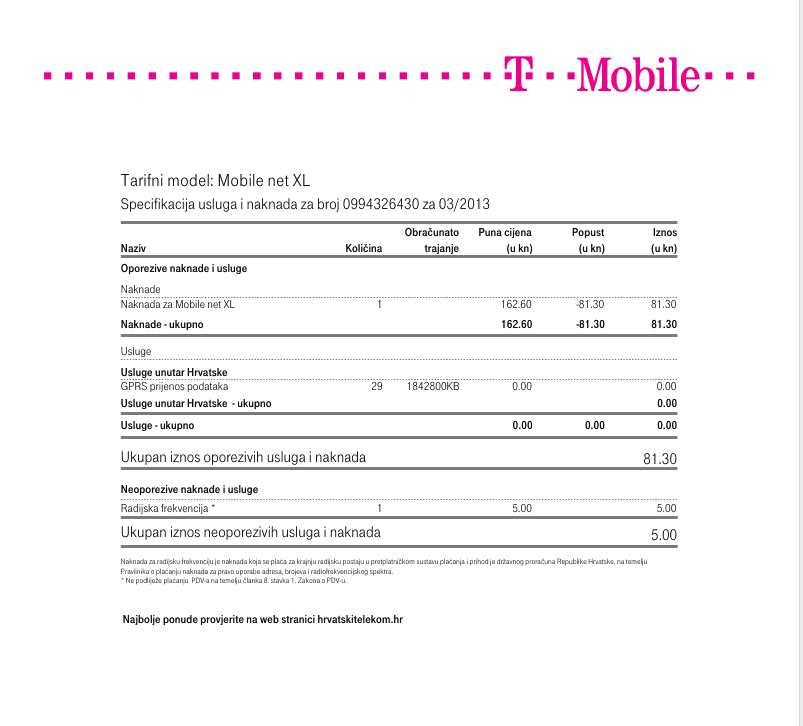 T Mobile
Tarifni model: Mobile net XL
Specifikacija usluga i naknada za broj 0994326430 za 03/2013
Obračunato Puna cijena Popust Iznos
Naziv Količina trajanje (u kn) (u kn) (u kn)
Oporezive naknade i usluge
Naknade
Naknada za Mobile net XL 1 162.60 -81.30 81.30
Naknade - ukupno 162.60 -81.30 81.30
Usluge
Usluge unutar Hrvatske
GPRS prijenos podataka 29 1842800KB 0.00 0.00
Usluge unutar Hrvatske - ukupno 0.00
Usluge - ukupno 0.00 0.00 0.00
Ukupan iznos oporezivih usluga i naknada 81.30
Neoporezive naknade i usluge
Radijska frekvencija * 1 5.00 5.00
Ukupan iznos neoporezivih usluga i naknada 5.00
Naknada za radijsku frekvenciju je naknada koja se plaća za krajnju radijsku postaju u pretplatničkom sustavu plaćanja i prihod je državnog proračuna Republike Hrvatske, na temelju
Pravilnika o plaćanju naknada za pravo uporabe adresa, brojeva i radiofrekvencijskog spektra.
* Ne podliježe plaćanju PDV-a na temelju članka 8. stavka 1. Zakona o PDV-u.
Najbolje ponude provjerite na web stranici hrvatskitelekom.hr